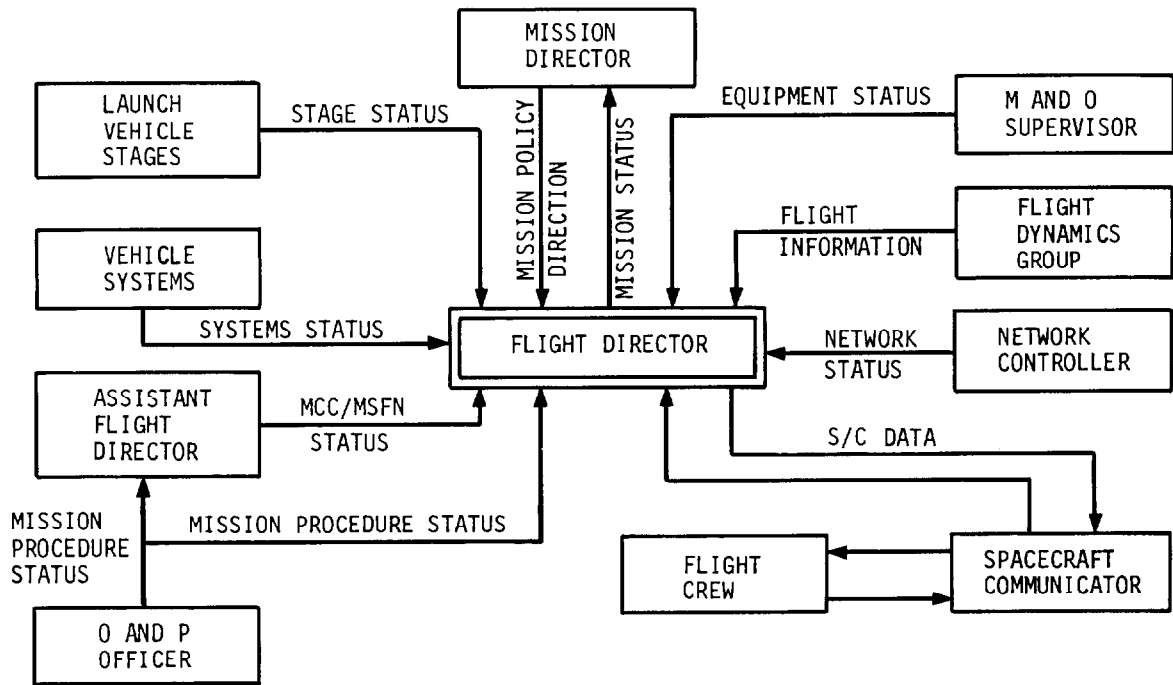 MISSION
DIRECTOR
LAUNCH
VEHICLE
STAGES
STAGE STATUS
MISSION POLICY
DIRECTION
MISSION STATUS
EQUIPMENT STATUS
M AND O
SUPERVISOR
FLIGHT
INFORMATION
FLIGHT
DYNAMICS
GROUP
VEHICLE
SYSTEMS
SYSTEMS STATUS
FLIGHT DIRECTOR
NETWORK
STATUS
NETWORK
CONTROLLER
ASSISTANT
FLIGHT
DIRECTOR
MCC/MSFN
STATUS
S/C DATA
MISSION
PROCEDURE
STATUS
MISSION PROCEDURE STATUS
FLIGHT
CREW
SPACECRAFT
COMMUNICATOR
O AND P
OFFICER